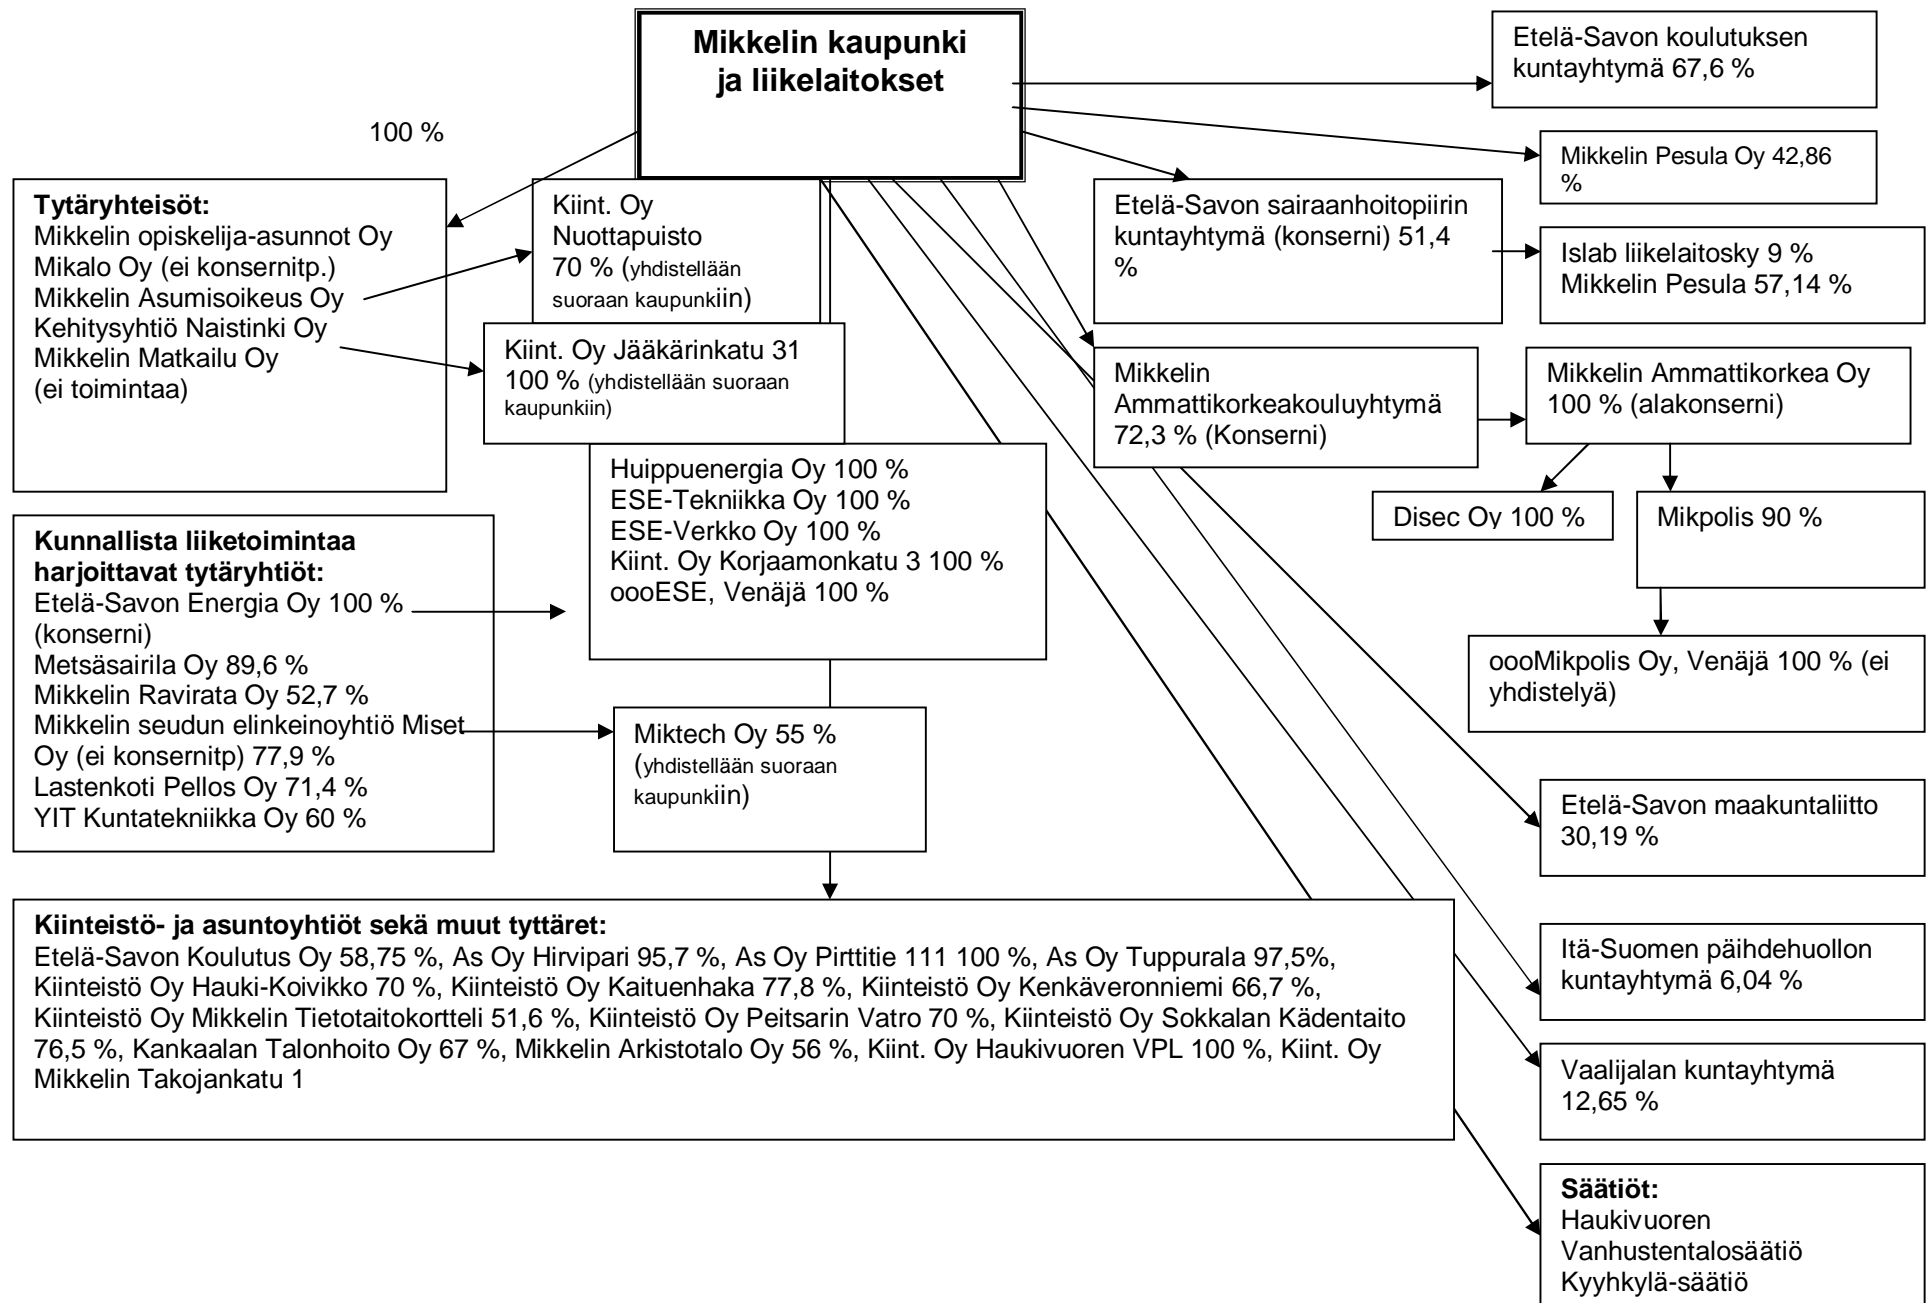 Mikkelin kaupunki
ja liikelaitokset
Etelä-Savon koulutuksen
kuntayhtymä 67,6 %
100 %
Mikkelin Pesula Oy 42,86
%
Tytäryhteisöt:
Mikkelin opiskelija-asunnot Oy
Mikalo Oy (ei konsernitp.)
Mikkelin Asumisoikeus Oy
Kehitysyhtiö Naistinki Oy
Mikkelin Matkailu Oy
(ei toimintaa)
Kiint. Oy
Nuottapuisto
70 % (yhdistellään
suoraan kaupunkiin)
Etelä-Savon sairaanhoitopiirin
kuntayhtymä (konserni) 51,4
%
Islab liikelaitosky 9 %
Mikkelin Pesula 57,14 %
Kiint. Oy Jääkärinkatu 31
100 % (yhdistellään suoraan
kaupunkiin)
Mikkelin
Ammattikorkeakouluyhtymä
72,3 % (Konserni)
Mikkelin Ammattikorkea Oy
100 % (alakonserni)
Huippuenergia Oy 100 %
ESE-Tekniikka Oy 100 %
ESE-Verkko Oy 100 %
Kiint. Oy Korjaamonkatu 3 100 %
oooESE, Venäjä 100 %
Disec Oy 100 %
Mikpolis 90 %
Kunnallista liiketoimintaa
harjoittavat tytäryhtiöt:
Etelä-Savon Energia Oy 100 %
(konserni)
Metsäsairila Oy 89,6 %
Mikkelin Ravirata Oy 52,7 %
Mikkelin seudun elinkeinoyhtiö Miset
Oy (ei konsernitp) 77,9 %
Lastenkoti Pellos Oy 71,4 %
YIT Kuntatekniikka Oy 60 %
oooMikpolis Oy, Venäjä 100 % (ei
yhdistelyä)
Miktech Oy 55 %
(yhdistellään suoraan
kaupunkiin)
Etelä-Savon maakuntaliitto
30,19 %
Kiinteistö- ja asuntoyhtiöt sekä muut tyttäret:
Etelä-Savon Koulutus Oy 58,75 %, As Oy Hirvipari 95,7 %, As Oy Pirttitie 111 100 %, As Oy Tuppurala 97,5%,
Kiinteistö Oy Hauki-Koivikko 70 %, Kiinteistö Oy Kaituenhaka 77,8 %, Kiinteistö Oy Kenkäveronniemi 66,7 %,
Kiinteistö Oy Mikkelin Tietotaitokortteli 51,6 %, Kiinteistö Oy Peitsarin Vatro 70 %, Kiinteistö Oy Sokkalan Kädentaito
76,5 %, Kankaalan Talonhoito Oy 67 %, Mikkelin Arkistotalo Oy 56 %, Kiint. Oy Haukivuoren VPL 100 %, Kiint. Oy
Mikkelin Takojankatu 1
Itä-Suomen päihdehuollon
kuntayhtymä 6,04 %
Vaalijalan kuntayhtymä
12,65 %
Säätiöt:
Haukivuoren
Vanhustentalosäätiö
Kyyhkylä-säätiö